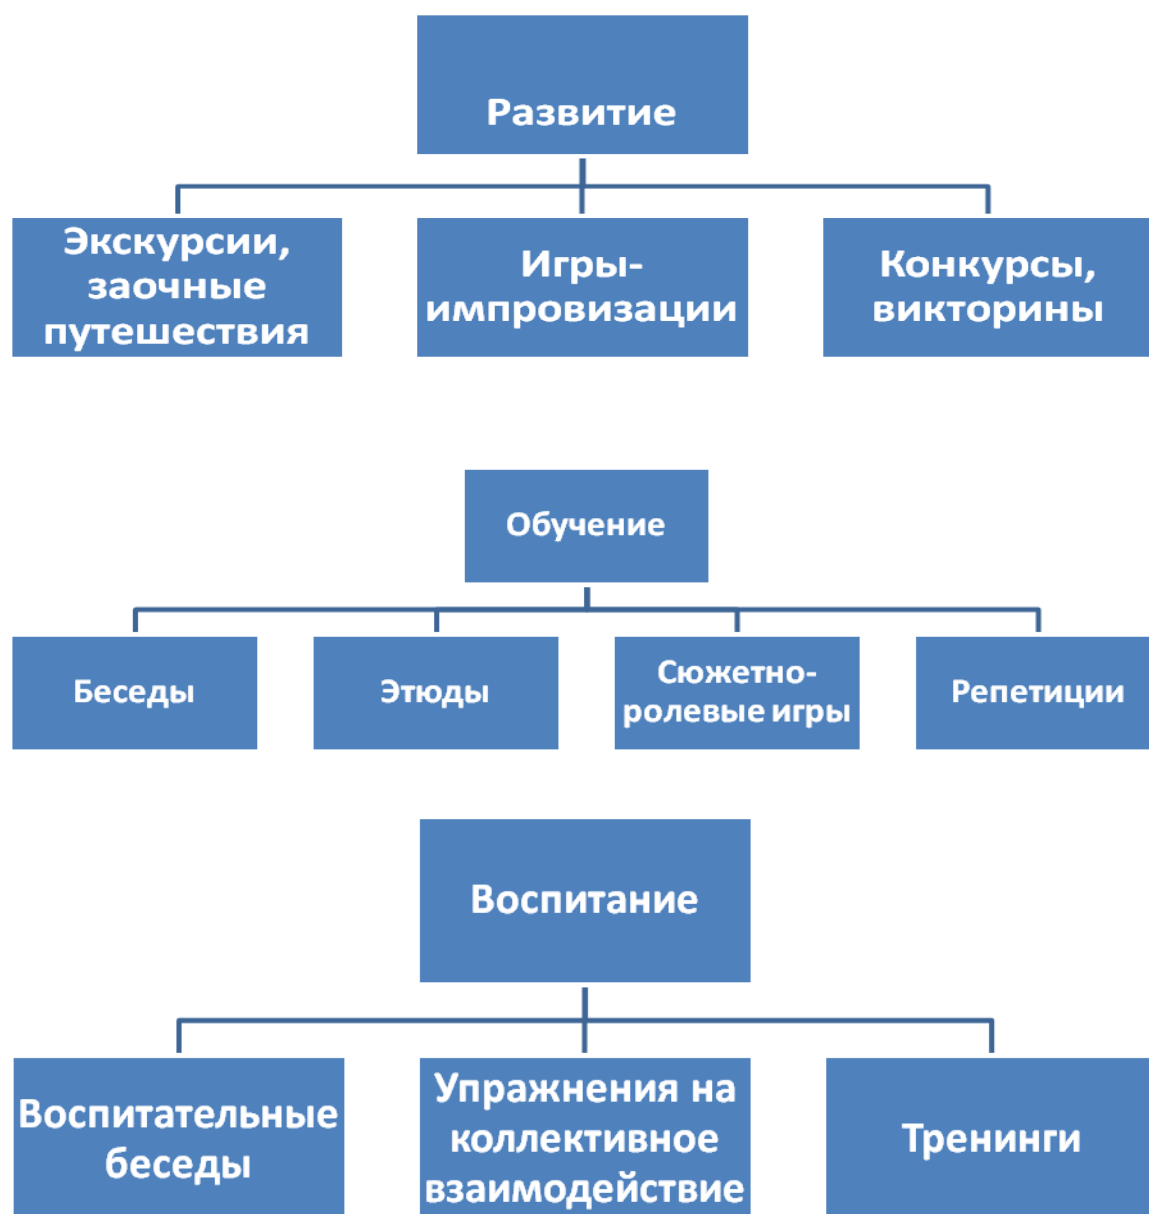 Развитие
Экскурсии,
заочные
путешествия
Игры-
импровизации
Конкурсы,
викторины
Обучение
Беседы
Этюды
Сюжетно-
ролевые игры
Репетиции
Воспитание
Воспитательные
беседы
Упражнения на
коллективное
взаимодействие
Тренинги